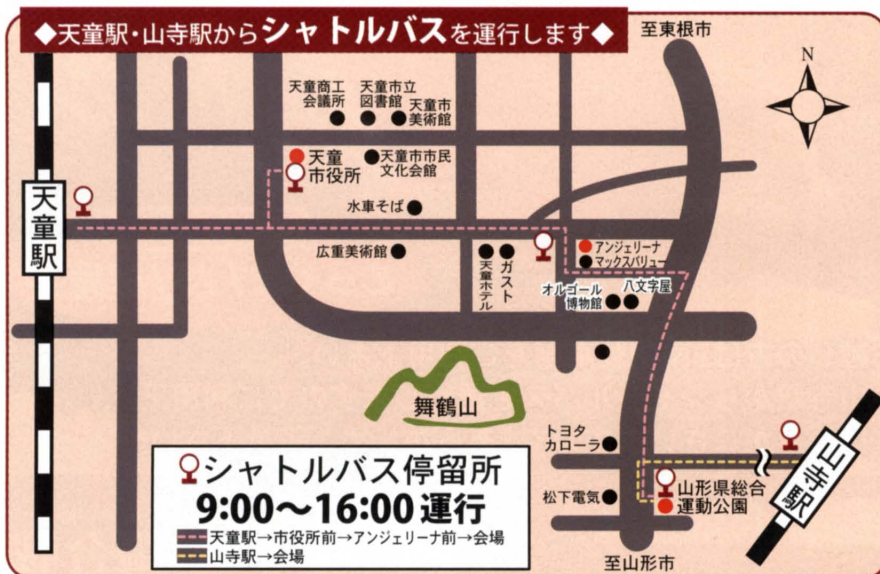 ◆天童駅・山寺駅からシャトルバスを運行します◆
至東根市
N
天童商工
会議所
天童市立
図書館
天童市
美術館
天童
市役所
天童市市民
文化会館
天童駅
水車そば
広重美術館
天童ホテル
ガスト
アンジェリーナ
マックスバリュー
オルゴール
博物館
八文字屋
舞鶴山
トヨタ
カローラ
松下電気
山形県総合
運動公園
山寺駅
至山形市
シャトルバス停留所
9:00〜16:00 運行
天童駅→市役所前→アンジェリーナ前→会場
山寺駅→会場